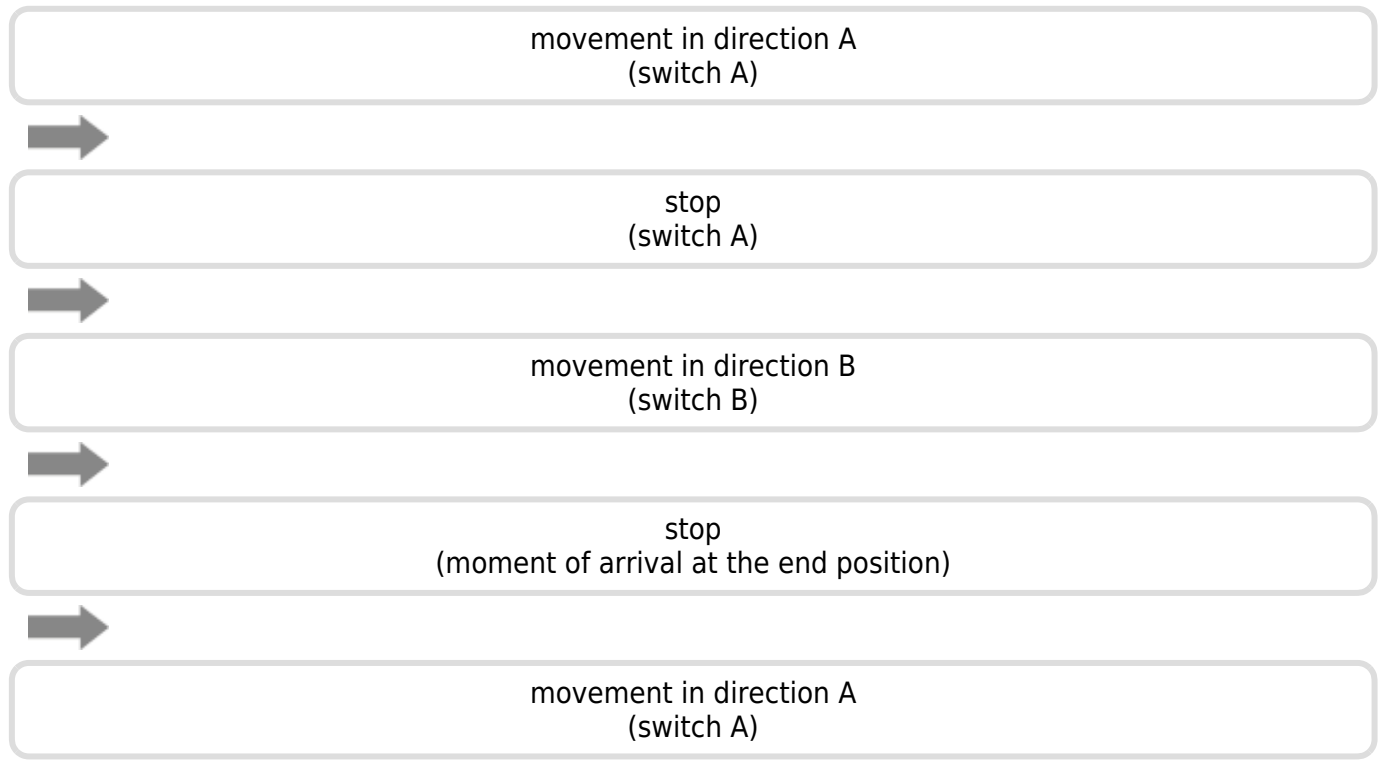 movement in direction A
(switch A)
stop
(switch A)
movement in direction B
(switch B)
stop
(moment of arrival at the end position)
movement in direction A
(switch A)